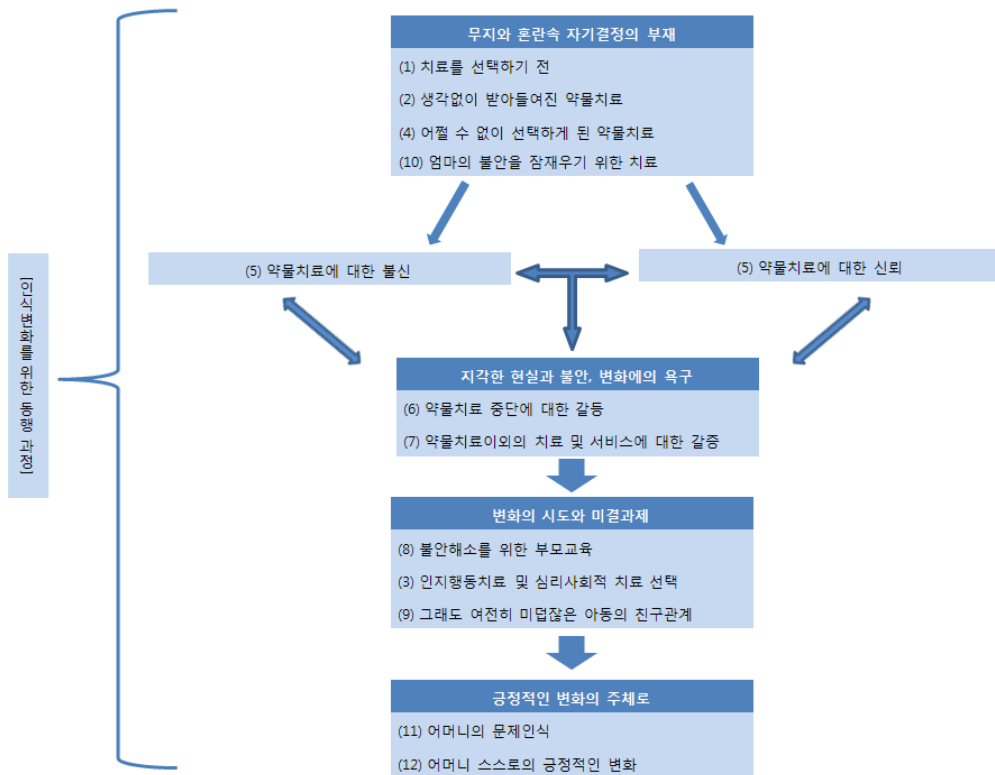 무지와 혼란속 자기결정의 부재
(1) 치료를 선택하기 전
(2) 생각없이 받아들여진 약물치료
(4) 어쩔 수 없이 선택하게 된 약물치료
(10) 엄마의 불안을 잠재우기 위한 치료
[인식변화를 위한 동행 과정]
(5) 약물치료에 대한 불신
(5) 약물치료에 대한 신뢰
지각한 현실과 불안, 변화에의 욕구
(6) 약물치료 중단에 대한 갈등
(7) 약물치료이외의 치료 및 서비스에 대한 갈증
변화의 시도와 미결과제
(8) 불안해소를 위한 부모교육
(3) 인지행동치료 및 심리사회적 치료 선택
(9) 그래도 여전히 미덥잖은 아동의 친구관계
긍정적인 변화의 주체로
(11) 어머니의 문제인식
(12) 어머니 스스로의 긍정적인 변화